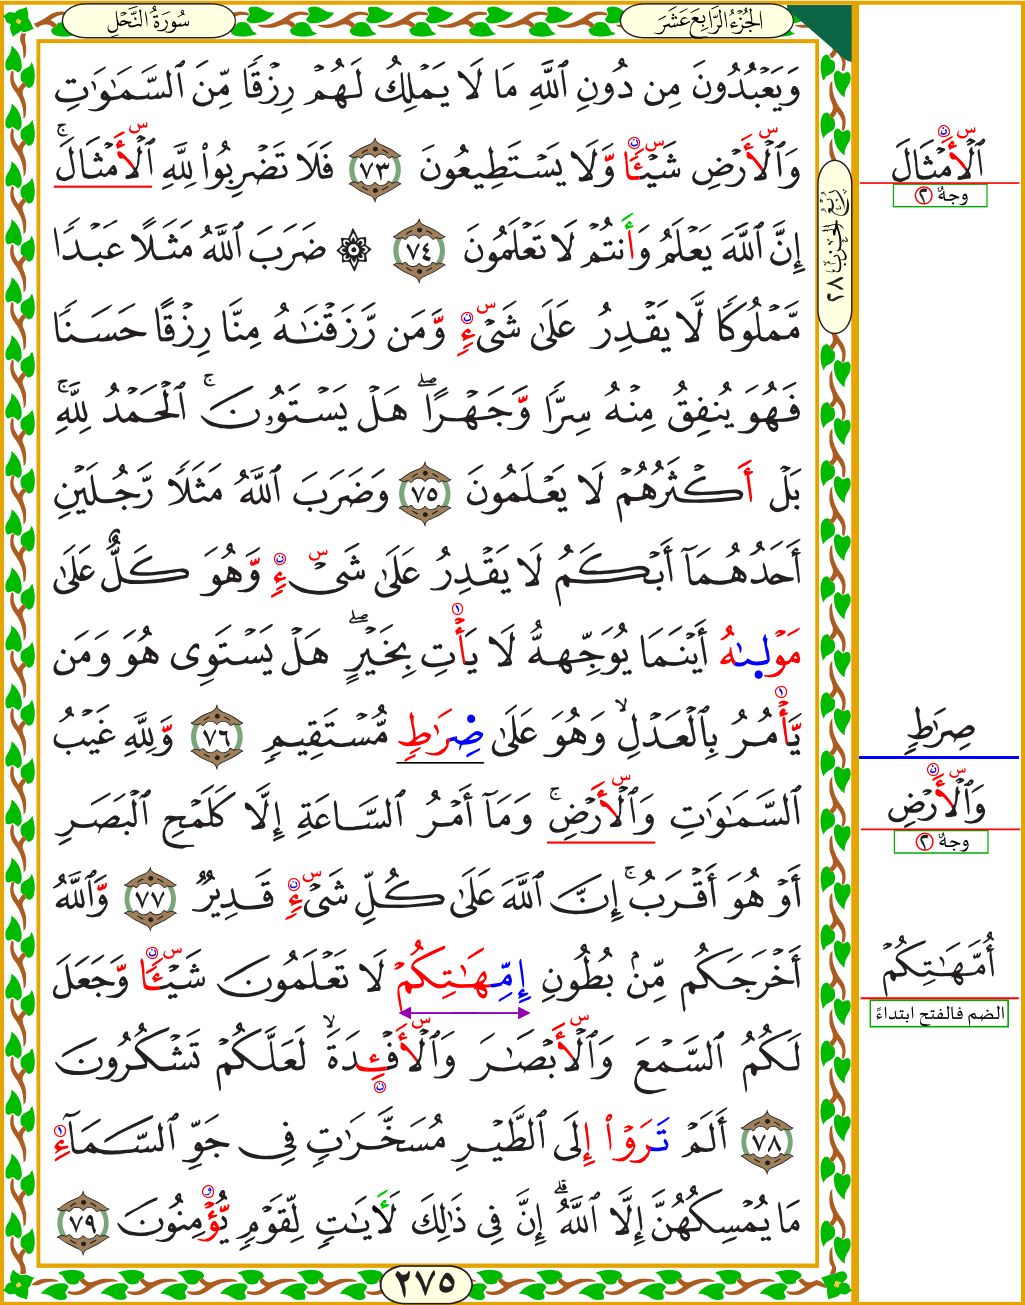 سُورَةُ النَّحْلِ
الجُزْءُ الرَّابِعَ عَشَرَ
وَيَعْبُدُونَ مِن دُونِ ٱللَّهِ مَا لَا يَمْلِكُ لَهُمْ رِزْقًا مِّنَ ٱلسَّمَٰوَٰتِ
وَٱلْأَرْضِ شَيْـًٔا وَّلَا يَسْتَطِيعُونَ ٧٣ فَلَا تَضْرِبُوا۟ لِلَّهِ ٱلْأَمْثَالَ ۚ
إِنَّ ٱللَّهَ يَعْلَمُ وَأَنتُمْ لَا تَعْلَمُونَ ٧٤ ۞ ضَرَبَ ٱللَّهُ مَثَلًا عَبْدًا
مَّمْلُوكًا لَّا يَقْدِرُ عَلَىٰ شَىْءٍ وَّمَن رَّزَقْنَٰهُ مِنَّا رِزْقًا حَسَنًا
فَهُوَ يُنفِقُ مِنْهُ سِرًّا وَّجَهْرًا ۖ هَلْ يَسْتَوُۥنَ ۚ ٱلْحَمْدُ لِلَّهِ ۚ
بَلْ أَكْثَرُهُمْ لَا يَعْلَمُونَ ٧٥ وَضَرَبَ ٱللَّهُ مَثَلًا رَّجُلَيْنِ
أَحَدُهُمَآ أَبْكَمُ لَا يَقْدِرُ عَلَىٰ شَىْءٍ وَّهُوَ كَلٌّ عَلَىٰ
مَوْلَىٰهُ أَيْنَمَا يُوَجِّههُّ لَا يَأْتِ بِخَيْرٍ ۖ هَلْ يَسْتَوِى هُوَ وَمَن
يَّأْمُرُ بِٱلْعَدْلِ ۙ وَهُوَ عَلَىٰ صِرَٰطٍ مُّسْتَقِيمٍ ٧٦ وَّلِلَّهِ غَيْبُ
ٱلسَّمَٰوَٰتِ وَٱلْأَرْضِ ۚ وَمَآ أَمْرُ ٱلسَّاعَةِ إِلَّا كَلَمْحِ ٱلْبَصَرِ
أَوْ هُوَ أَقْرَبُ ۚ إِنَّ ٱللَّهَ عَلَىٰ كُلِّ شَىْءٍ قَدِيرٌ ٧٧ وَّٱللَّهُ
أَخْرَجَكُم مِّنۢ بُطُونِ إِمِّهَٰتِكُمْ لَا تَعْلَمُونَ شَيْـًٔا وَّجَعَلَ
لَكُمُ ٱلسَّمْعَ وَٱلْأَبْصَٰرَ وَٱلْأَفْـِٔدَةَ ۙ لَعَلَّكُمْ تَشْكُرُونَ
٧٨ أَلَمْ تَرَوْا۟ إِلَى ٱلطَّيْرِ مُسَخَّرَٰتٍ فِى جَوِّ ٱلسَّمَآءِ
مَا يُمْسِكُهُنَّ إِلَّا ٱللَّهُ ۗ إِنَّ فِى ذَٰلِكَ لَأَيَٰتٍ لِّقَوْمٍ يُّؤْمِنُونَ ٧٩
٢٧٥
رُبْعُ الحِزْب ٢٨
ٱلْأَمْثَالَ
وجهٌ ٢
صِرَٰطٍ
وَٱلْأَرْضِ
وجهٌ ٢
أُمَّهَٰتِكُمْ
الضم فالفتح ابتداءً